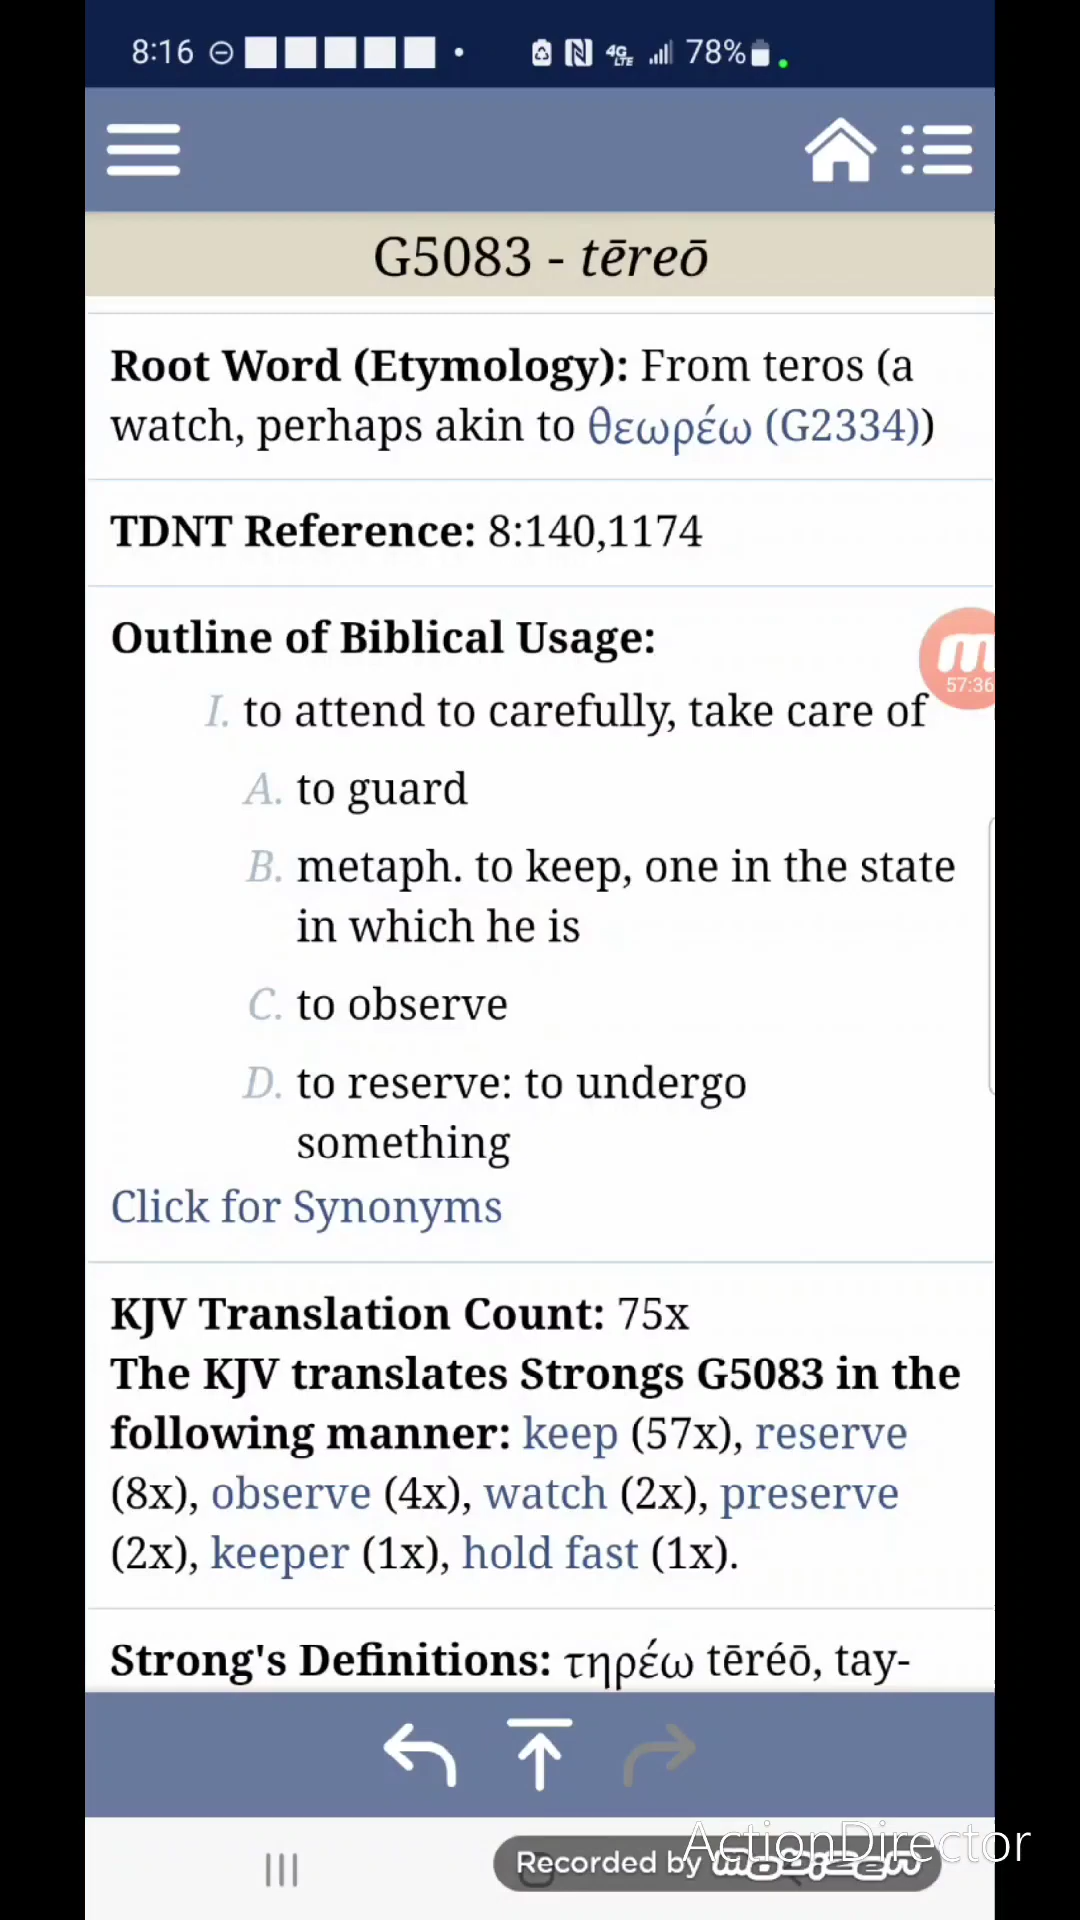 8:16 78%
4G LTE
G5083 - tēreō
Root Word (Etymology): From teros (a
watch, perhaps akin to θεωρέω (G2334))
TDNT Reference: 8:140,1174
Outline of Biblical Usage:
57:36
I. to attend to carefully, take care of
A. to guard
B. metaph. to keep, one in the state
in which he is
C. to observe
D. to reserve: to undergo
something
Click for Synonyms
KJV Translation Count: 75x
The KJV translates Strongs G5083 in the
following manner: keep (57x), reserve
(8x), observe (4x), watch (2x), preserve
(2x), keeper (1x), hold fast (1x).
Strong's Definitions: τηρέω tēréō, tay-
ActionDirector
Recorded by MOBIZEN